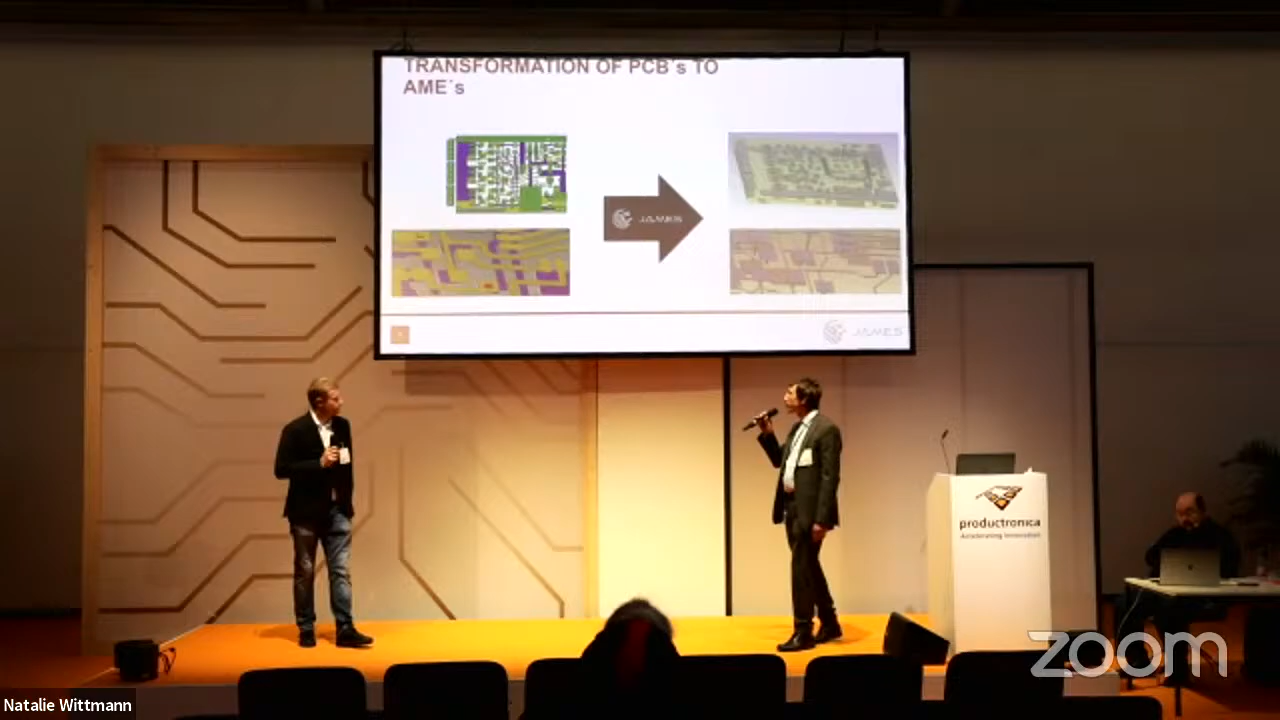 TRANSFORMATION OF PCB´s TO
AME´s
JAMES
JAMES
productronica
Accelerating Innovation
zoom
Natalie Wittmann